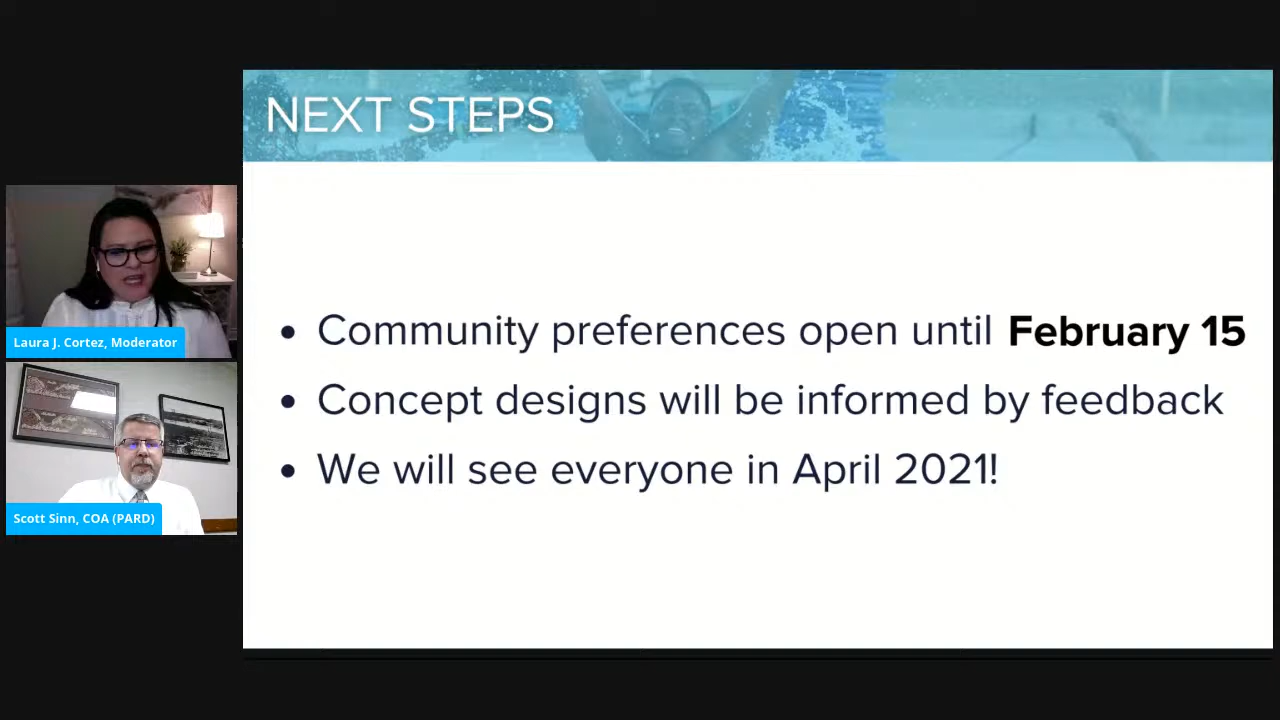 NEXT STEPS
Laura J. Cortez, Moderator
Scott Sinn, COA (PARD)
• Community preferences open until February 15
• Concept designs will be informed by feedback
• We will see everyone in April 2021!